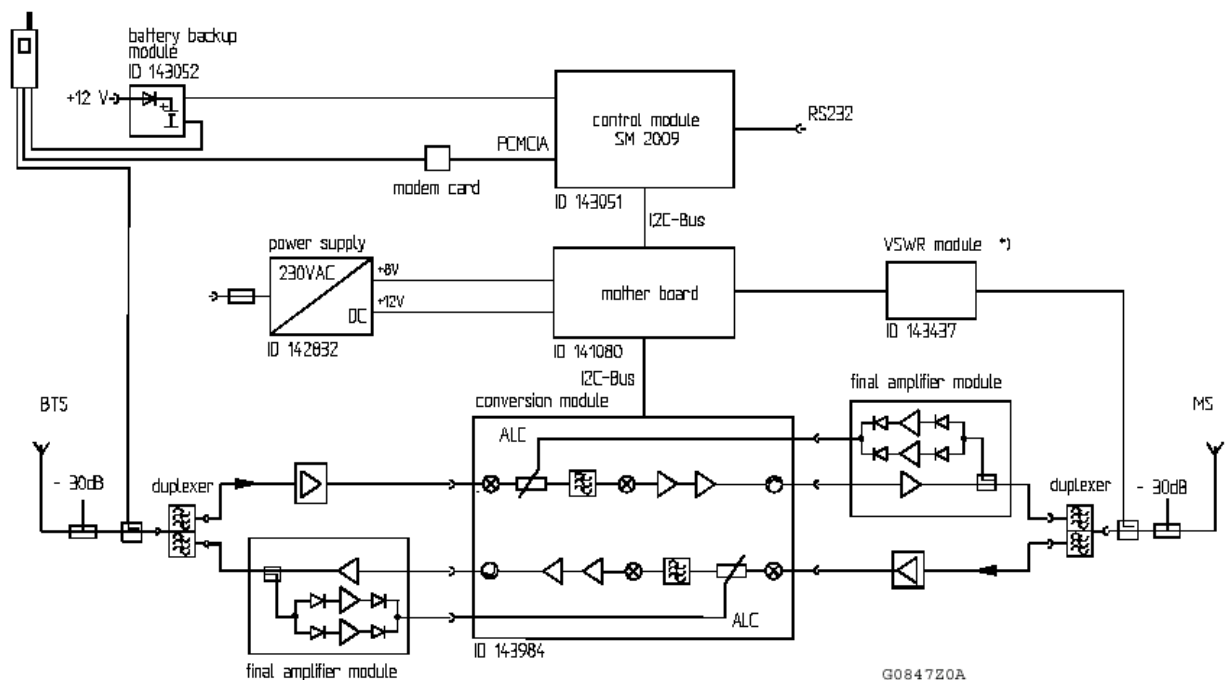 battery backup
module
ID 143052
+12 V
control module
SM 2009
RS232
PCMCIA
modem card
ID 143051
I2C-Bus
power supply
VSWR module *)
230VAC
DC
+8V
+12V
mother board
ID 142832
ID 141080
ID 143437
I2C-Bus
final amplifier module
BTS
conversion module
MS
ALC
- 30dB
duplexer
duplexer
- 30dB
ALC
ID 143984
final amplifier module
G0847Z0A